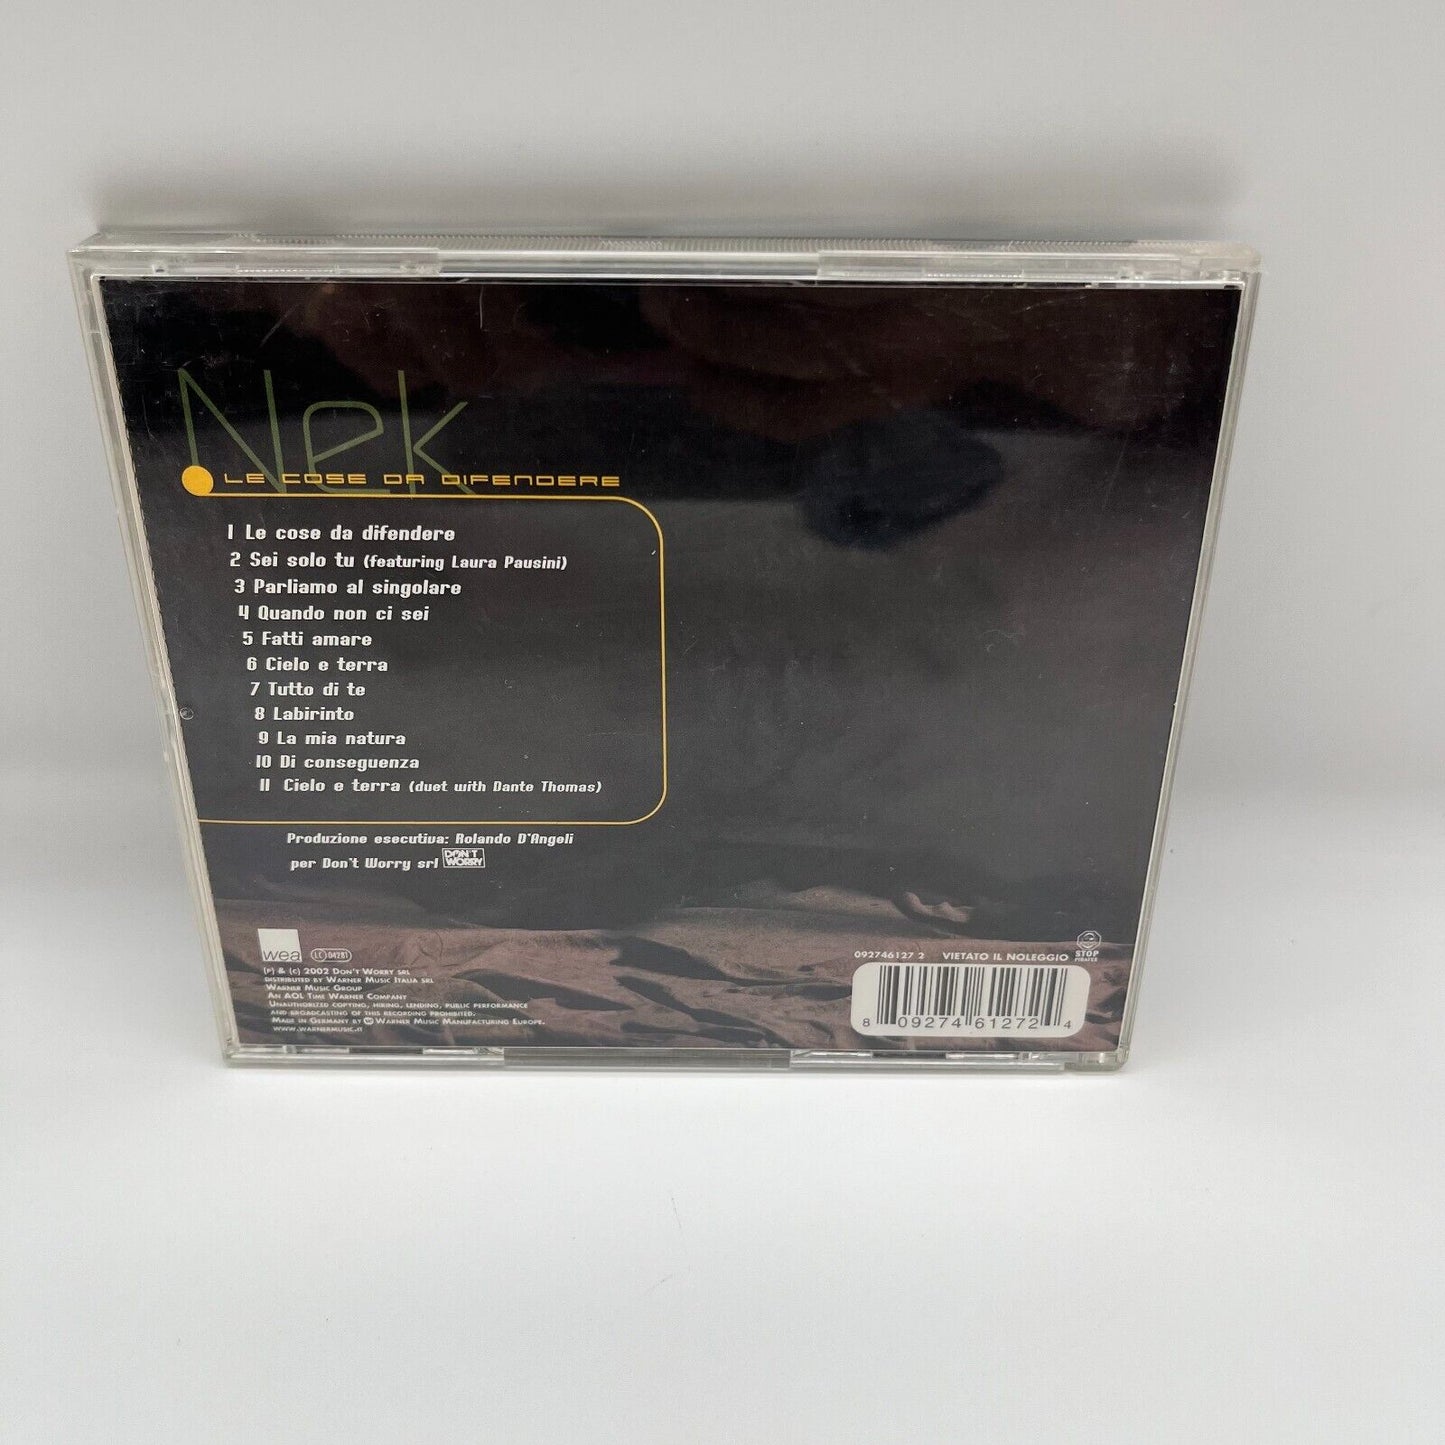 Nek
LE COSE DA DIFENDERE
1 Le cose da difendere
2 Sei solo tu (featuring Laura Pausini)
3 Parliamo al singolare
4 Quando non ci sei
5 Fatti amare
6 Cielo e terra
7 Tutto di te
8 Labirinto
9 La mia natura
10 Di conseguenza
11 Cielo e terra (duet with Dante Thomas)
Produzione esecutiva: Rolando D'Angeli
per Don't Worry srl DON'T WORRY
wea LC 04281
(P) & (C) 2002 DON'T WORRY SRL
DISTRIBUTED BY WARNER MUSIC ITALIA SRL
WARNER MUSIC GROUP
AN AOL TIME WARNER COMPANY
UNAUTHORIZED COPYING, HIRING, LENDING, PUBLIC PERFORMANCE
AND BROADCASTING OF THIS RECORDING PROHIBITED.
MADE IN GERMANY BY WARNER MUSIC MANUFACTURING EUROPE.
WWW.WARNERMUSIC.IT
092746127 2 VIETATO IL NOLEGGIO
STOP
PIRATES
8 09274 61272 4